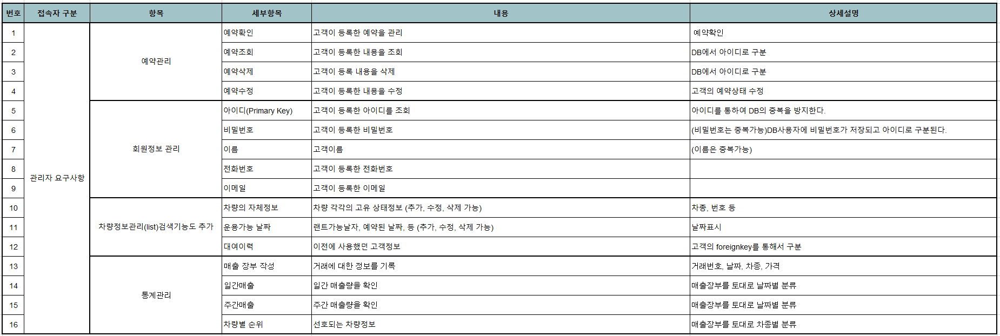 번호 접속자 구분 항목 세부항목 내용 상세설명
1 관리자 요구사항 예약관리 예약확인 고객이 등록한 예약을 관리 예약확인
2 예약조회 고객이 등록한 내용을 조회 DB에서 아이디로 구분
3 예약삭제 고객이 등록 내용을 삭제 DB에서 아이디로 구분
4 예약수정 고객이 등록한 내용을 수정 고객의 예약상태 수정
5 회원정보 관리 아이디(Primary Key) 고객이 등록한 아이디를 조회 아이디를 통하여 DB의 중복을 방지한다.
6 비밀번호 고객이 등록한 비밀번호 (비밀번호는 중복가능)DB사용자에 비밀번호가 저장되고 아이디로 구분된다.
7 이름 고객이름 (이름은 중복가능)
8 전화번호 고객이 등록한 전화번호
9 이메일 고객이 등록한 이메일
10 차량정보관리(list)검색기능도 추가 차량의 자체정보 차량 각각의 고유 상태정보 (추가, 수정, 삭제 가능) 차종, 번호 등
11 운용가능 날짜 랜트가능날자, 예약된 날짜, 등 (추가, 수정, 삭제 가능) 날짜표시
12 대여이력 이전에 사용했던 고객정보 고객의 foreignkey를 통해서 구분
13 통계관리 매출 장부 작성 거래에 대한 정보를 기록 거래번호, 날짜, 차종, 가격
14 일간매출 일간 매출량을 확인 매출장부를 토대로 날짜별 분류
15 주간매출 주간 매출량을 확인 매출장부를 토대로 날짜별 분류
16 차량별 순위 선호되는 차량정보 매출장부를 토대로 차종별 분류